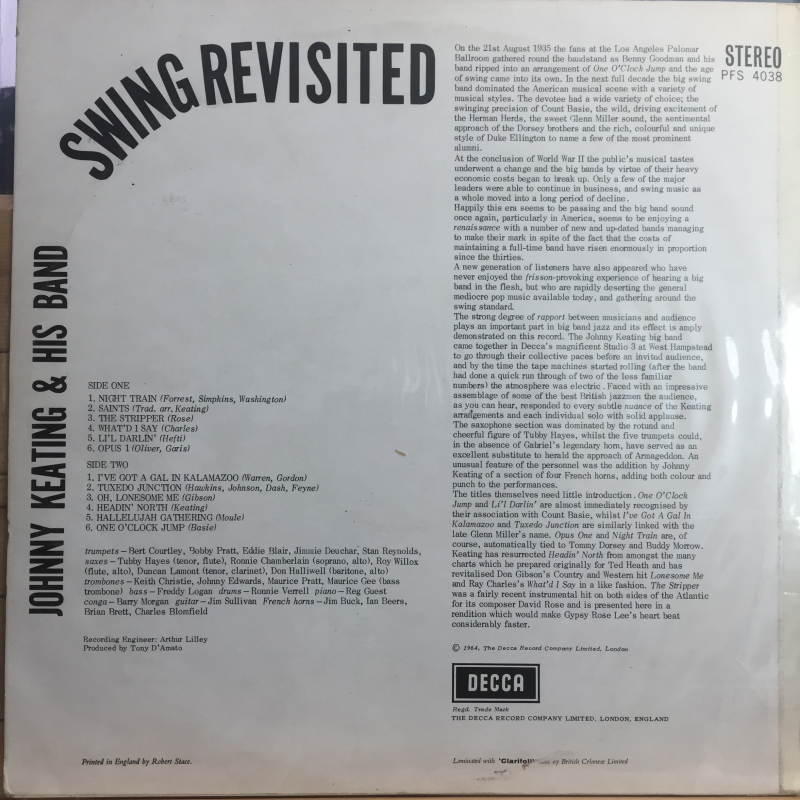 SWING REVISITED
STEREO
PFS 4038
JOHNNY KEATING & HIS BAND
On the 21st August 1935 the fans at the Los Angeles Palomar
Ballroom gathered round the bandstand as Benny Goodman and his
band ripped into an arrangement of One O'Clock Jump and the age
of swing came into its own. In the next full decade the big swing
band dominated the American musical scene with a variety of
musical styles. The devotee had a wide variety of choice; the
swinging precision of Count Basie, the wild, driving excitement of
the Herman Herds, the sweet Glenn Miller sound, the sentimental
approach of the Dorsey brothers and the rich, colourful and unique
style of Duke Ellington to name a few of the most prominent
alumni.
At the conclusion of World War II the public's musical tastes
underwent a change and the big bands by virtue of their heavy
economic costs began to break up. Only a few of the major
leaders were able to continue in business, and swing music as
a whole moved into a long period of decline.
Happily this era seems to be passing and the big band sound
once again, particularly in America, seems to be enjoying a
renaissance with a number of new and up-dated bands managing
to make their mark in spite of the fact that the costs of
maintaining a full-time band have risen enormously in proportion
since the thirties.
A new generation of listeners have also appeared who have
never enjoyed the frisson-provoking experience of hearing a big
band in the flesh, but who are rapidly deserting the general
mediocre pop music available today, and gathering around the
swing standard.
The strong degree of rapport between musicians and audience
plays an important part in big band jazz and its effect is amply
demonstrated on this record. The Johnny Keating big band
came together in Decca's magnificent Studio 3 at West Hampstead
to go through their collective paces before an invited audience,
and by the time the tape machines started rolling (after the band
had done a quick run through of two of the less familiar
numbers) the atmosphere was electric. Faced with an impressive
assemblage of some of the best British jazzmen the audience,
as you can hear, responded to every subtle nuance of the Keating
arrangements and each individual solo with solid applause.
The saxophone section was dominated by the rotund and
cheerful figure of Tubby Hayes, whilst the five trumpets could,
in the absence of Gabriel's legendary horn, have served as an
excellent substitute to herald the approach of Armageddon. An
unusual feature of the personnel was the addition by Johnny
Keating of a section of four French horns, adding both colour and
punch to the performances.
The titles themselves need little introduction. One O'Clock
Jump and Li'l Darlin' are almost immediately recognised by
their association with Count Basie, whilst I've Got A Gal In
Kalamazoo and Tuxedo Junction are similarly linked with the
late Glenn Miller's name. Opus One and Night Train are, of
course, automatically tied to Tommy Dorsey and Buddy Morrow.
Keating has resurrected Headin' North from amongst the many
charts which he prepared originally for Ted Heath and has
revitalised Don Gibson's Country and Western hit Lonesome Me
and Ray Charles's What'd I Say in a like fashion. The Stripper
was a fairly recent instrumental hit on both sides of the Atlantic
for its composer David Rose and is presented here in a
rendition which would make Gypsy Rose Lee's heart beat
considerably faster.
SIDE ONE
1. NIGHT TRAIN (Forrest, Simpkins, Washington)
2. SAINTS (Trad. arr. Keating)
3. THE STRIPPER (Rose)
4. WHAT'D I SAY (Charles)
5. LI'L DARLIN' (Hefti)
6. OPUS 1 (Oliver, Garis)
SIDE TWO
1. I'VE GOT A GAL IN KALAMAZOO (Warren, Gordon)
2. TUXEDO JUNCTION (Hawkins, Johnson, Dash, Feyne)
3. OH, LONESOME ME (Gibson)
4. HEADIN' NORTH (Keating)
5. HALLELUJAH GATHERING (Moule)
6. ONE O'CLOCK JUMP (Basie)
trumpets—Bert Courtley, Bobby Pratt, Eddie Blair, Jimmie Deuchar, Stan Reynolds,
saxes—Tubby Hayes (tenor, flute), Ronnie Chamberlain (soprano, alto), Roy Willox
(flute, alto), Duncan Lamont (tenor, clarinet), Don Halliwell (baritone, alto)
trombones—Keith Christie, Johnny Edwards, Maurice Pratt, Maurice Gee (bass
trombone) bass—Freddy Logan drums—Ronnie Verrell piano—Reg Guest
conga—Barry Morgan guitar—Jim Sullivan French horns—Jim Buck, Ian Beers,
Brian Brett, Charles Blomfield
Recording Engineer: Arthur Lilley
Produced by Tony D'Amato
© 1964, The Decca Record Company Limited, London
DECCA
Regd. Trade Mark
THE DECCA RECORD COMPANY LIMITED, LONDON, ENGLAND
Printed in England by Robert Stace.
Laminated with 'Clarifoil' by British Celanese Limited